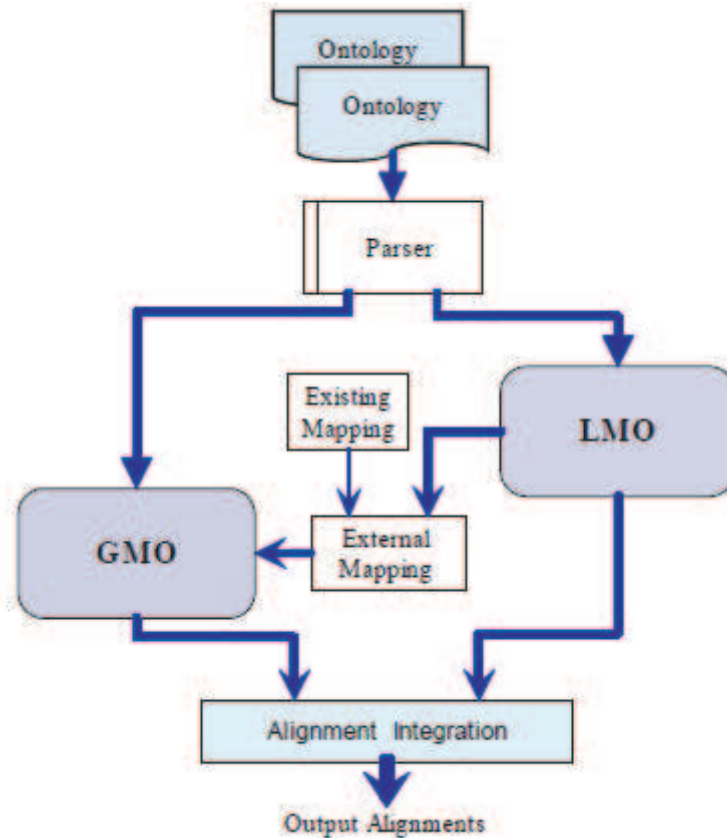 Ontology
Ontology
Parser
Existing
Mapping
LMO
GMO
External
Mapping
Alignment Integration
Output Alignments